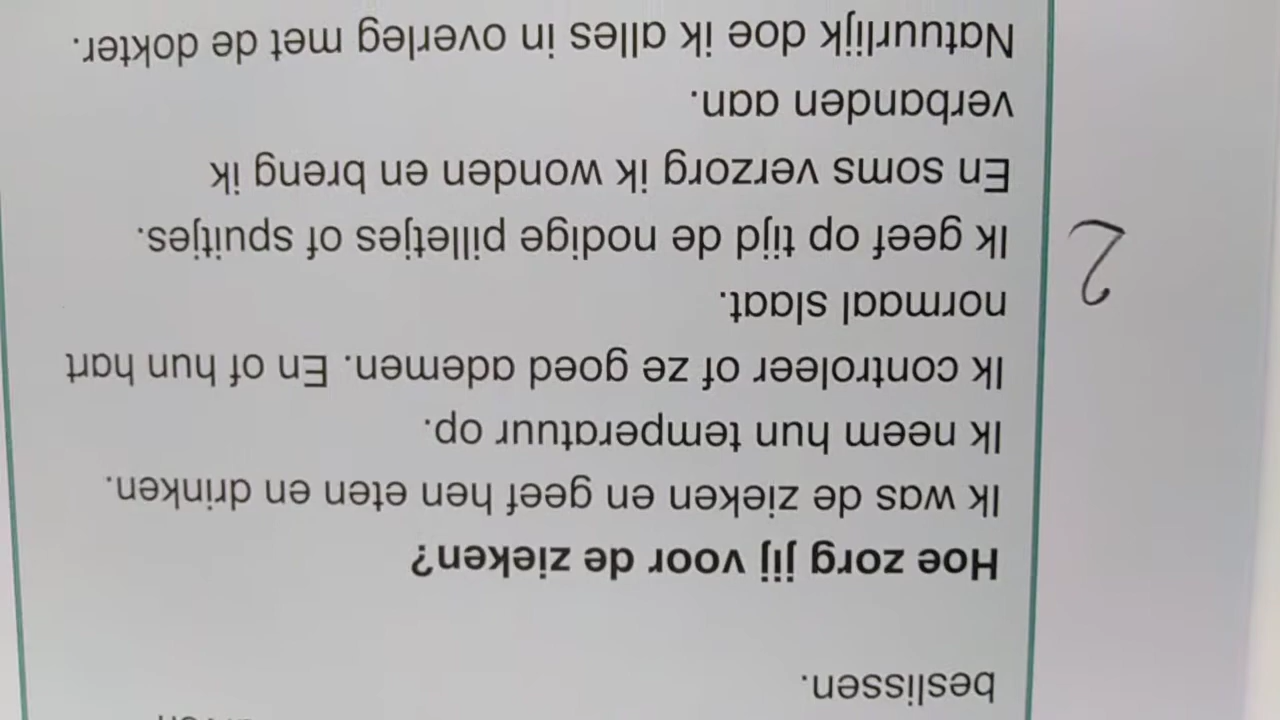 beslissen.
Hoe zorg jij voor de zieken?
Ik was de zieken en geef hen eten en drinken.
Ik neem hun temperatuur op.
Ik controleer of ze goed ademen. En of hun hart
normaal slaat.
Ik geef op tijd de nodige pilletjes of spuitjes.
En soms verzorg ik wonden en breng ik
verbanden aan.
Natuurlijk doe ik alles in overleg met de dokter.
2